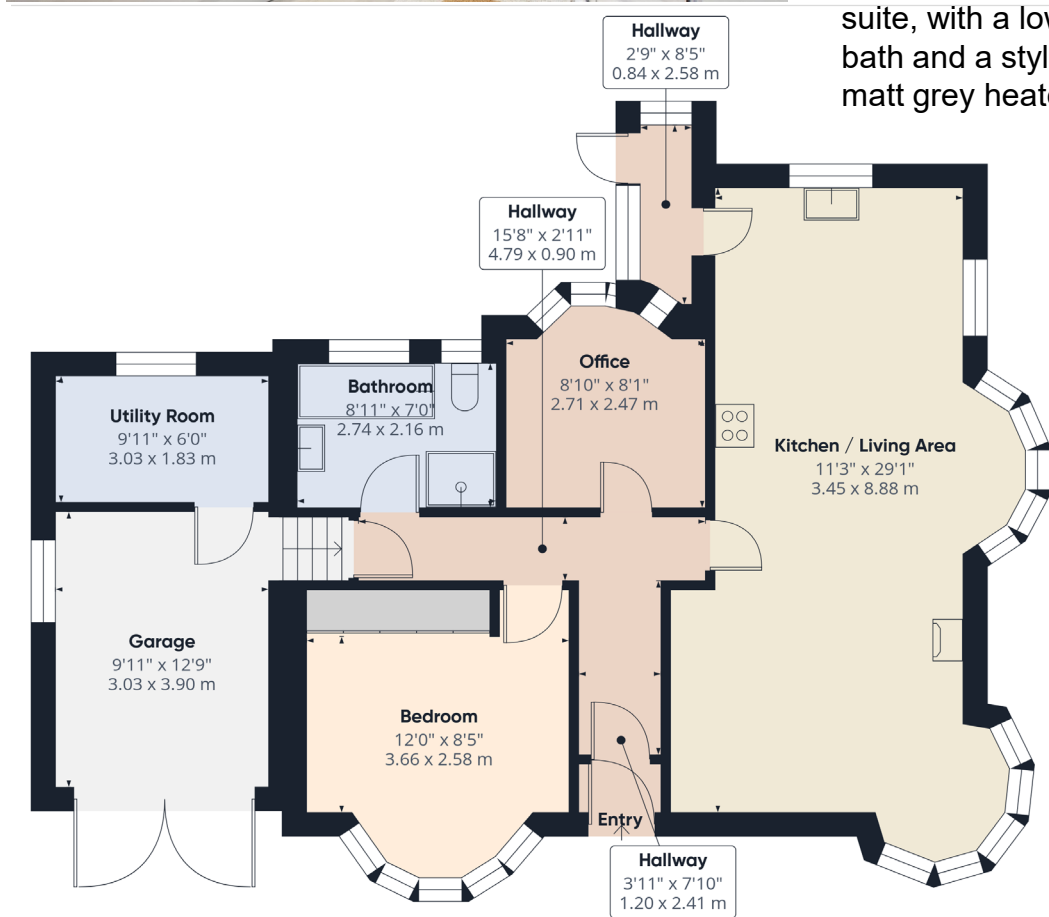 suite, with a
bath and a
matt grey
Hallway
2'9" x 8'5"
0.84 x 2.58 m
Hallway
15'8" x 2'11"
4.79 x 0.90 m
Office
8'10" x 8'1"
2.71 x 2.47 m
Bathroom
8'11" x 7'0"
2.74 x 2.16 m
Utility Room
9'11" x 6'0"
3.03 x 1.83 m
Kitchen / Living Area
11'3" x 29'1"
3.45 x 8.88 m
Garage
9'11" x 12'9"
3.03 x 3.90 m
Bedroom
12'0" x 8'5"
3.66 x 2.58 m
Entry
Hallway
3'11" x 7'10"
1.20 x 2.41 m